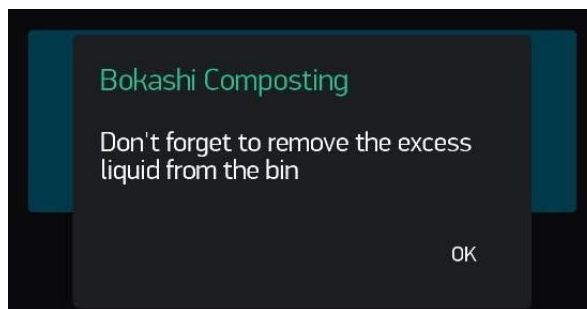 Bokashi Composting
Don't forget to remove the excess
liquid from the bin
OK